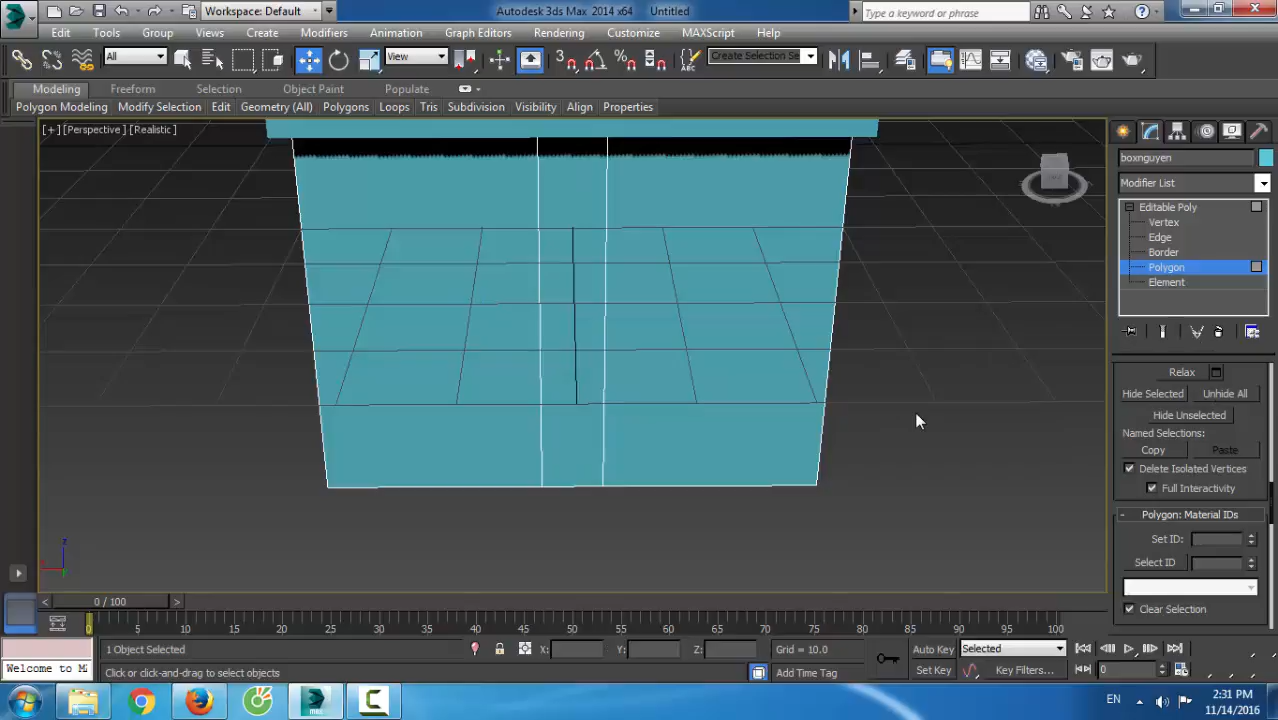 Workspace: Default
Autodesk 3ds Max 2014 x64
Untitled
Type a keyword or phrase
Edit Tools Group Views Create Modifiers Animation Graph Editors Rendering Customize MAXScript Help
All
View
3
Create Selection Se
Modeling Freeform Selection Object Paint Populate
Polygon Modeling Modify Selection Edit Geometry (All) Polygons Loops Tris Subdivision Visibility Align Properties
[+] [Perspective] [Realistic]
boxnguyen
Modifier List
Editable Poly
Vertex
Edge
Border
Polygon
Element
Relax
Hide Selected Unhide All
Hide Unselected
Named Selections:
Copy Paste
Delete Isolated Vertices
Full Interactivity
- Polygon: Material IDs
Set ID:
Select ID
Clear Selection
z
< 0 / 100 >
0 5 10 15 20 25 30 35 40 45 50 55 60 65 70 75 80 85 90 95 100
1 Object Selected
X: Y: Z:
Grid = 10.0
Auto Key Selected
Welcome to M
Click or click-and-drag to select objects
Add Time Tag
Set Key Key Filters...
0
EN
2:31 PM
11/14/2016